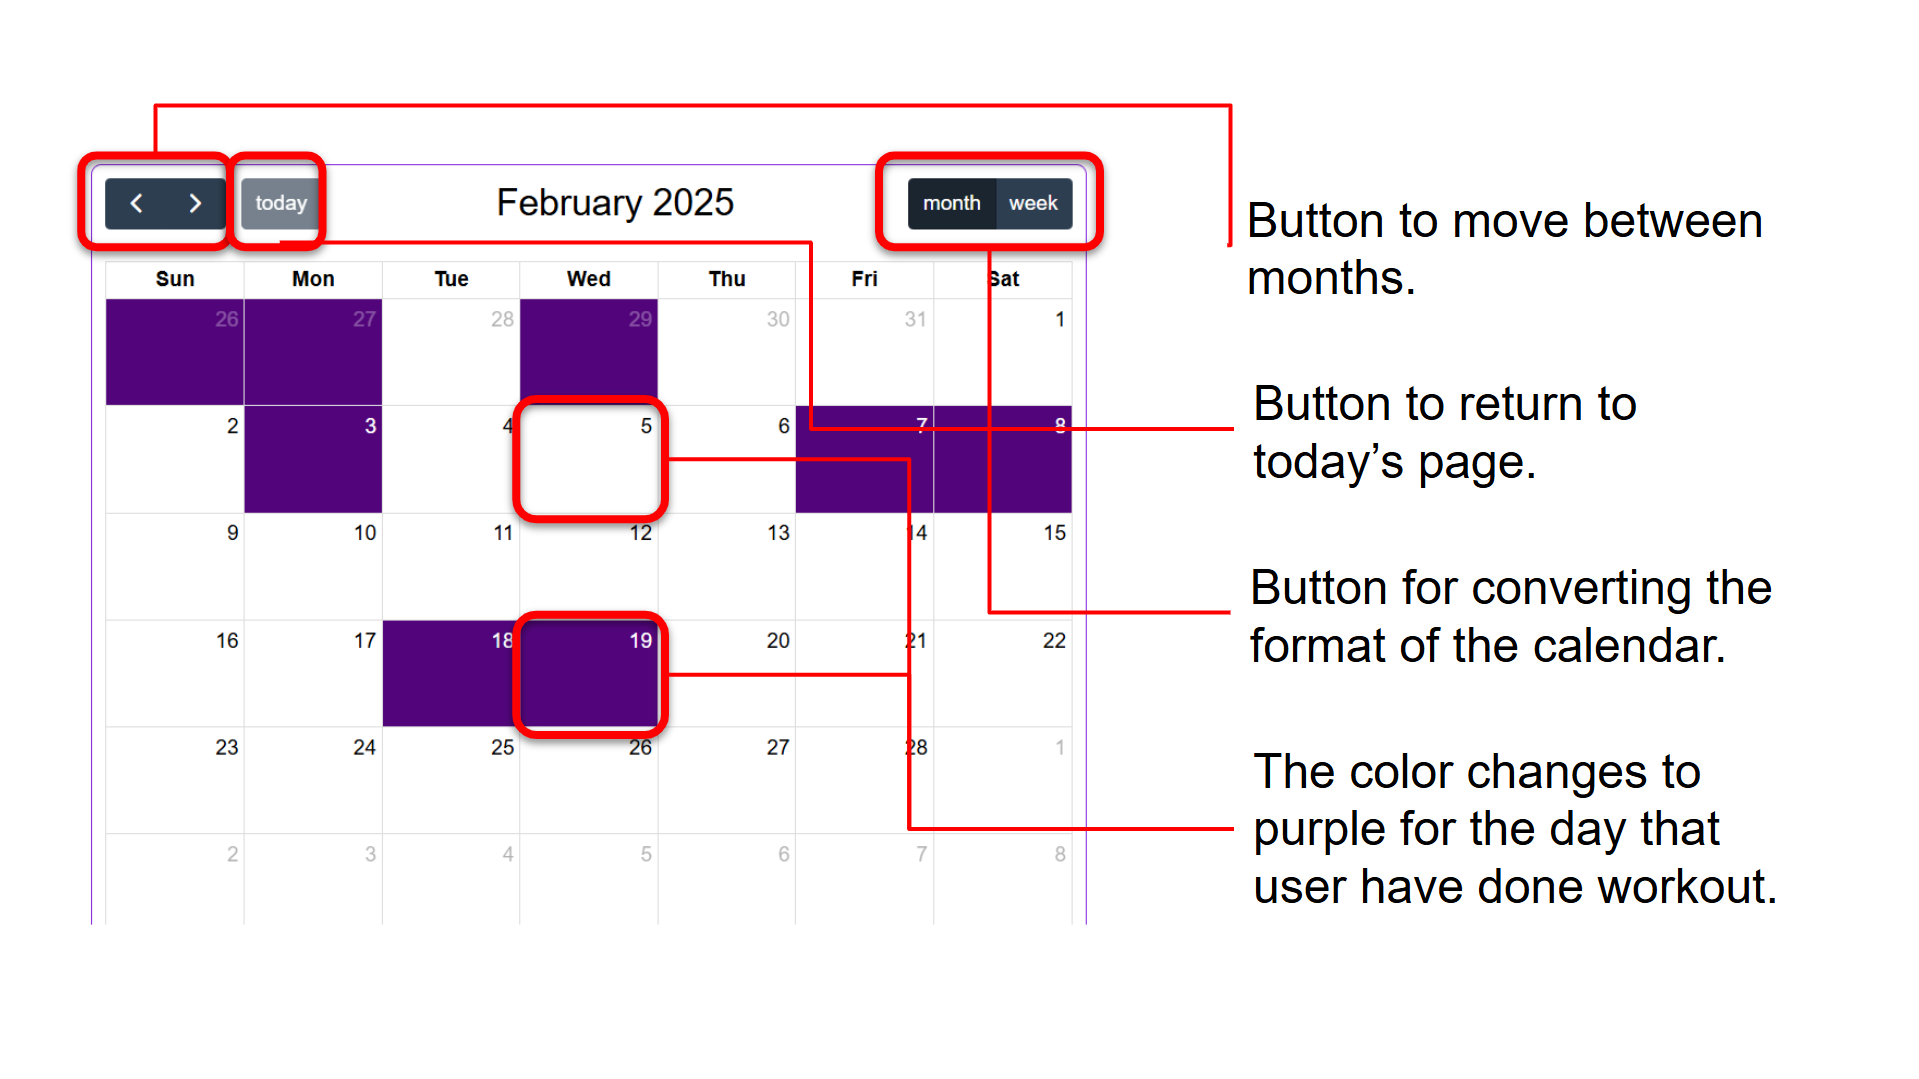 today
February 2025
month week
Sun Mon Tue Wed Thu Fri Sat
26 27 28 29 30 31 1
2 3 4 5 6 7 8
9 10 11 12 13 14 15
16 17 18 19 20 21 22
23 24 25 26 27 28 1
2 3 4 5 6 7 8
Button to move between
months.
Button to return to
today’s page.
Button for converting the
format of the calendar.
The color changes to
purple for the day that
user have done workout.